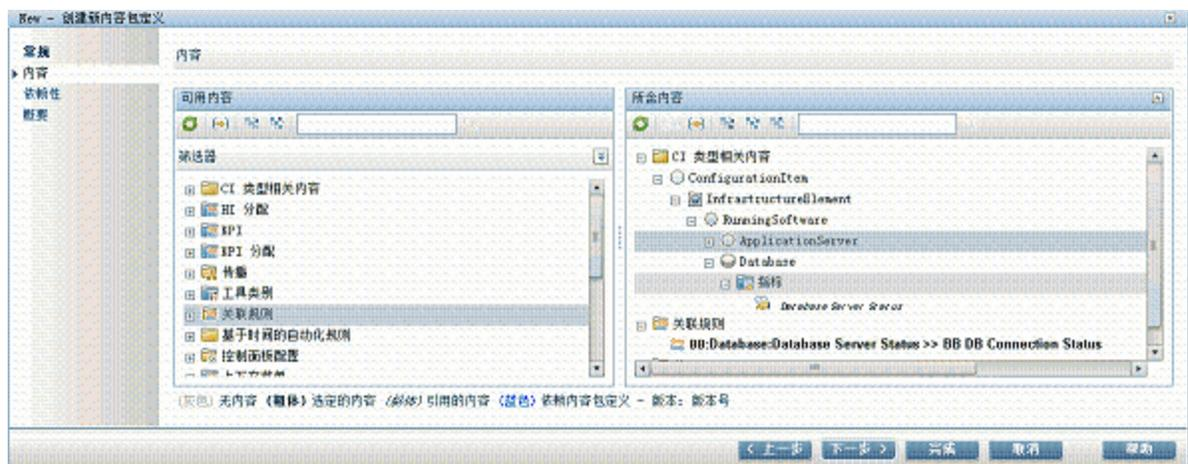 New - 创建新内容包定义
常规
内容
依赖性
概要
内容
可用内容
筛选器
CI 类型相关内容
HI 分配
KPI
KPI 分配
传播
工具类别
关联规则
基于时间的自动化规则
控制面板配置
上下文菜单
所含内容
CI 类型相关内容
ConfigurationItem
InfrastructureElement
RunningSoftware
ApplicationServer
Database
指标
Database Server Status
关联规则
BB:Database:Database Server Status >> BB DB Connection Status
(灰色) 无内容 (粗体) 选定的内容 (斜体) 引用的内容 (蓝色) 依赖内容包定义 - 版本: 版本号
< 上一步 下一步 > 完成 取消 帮助